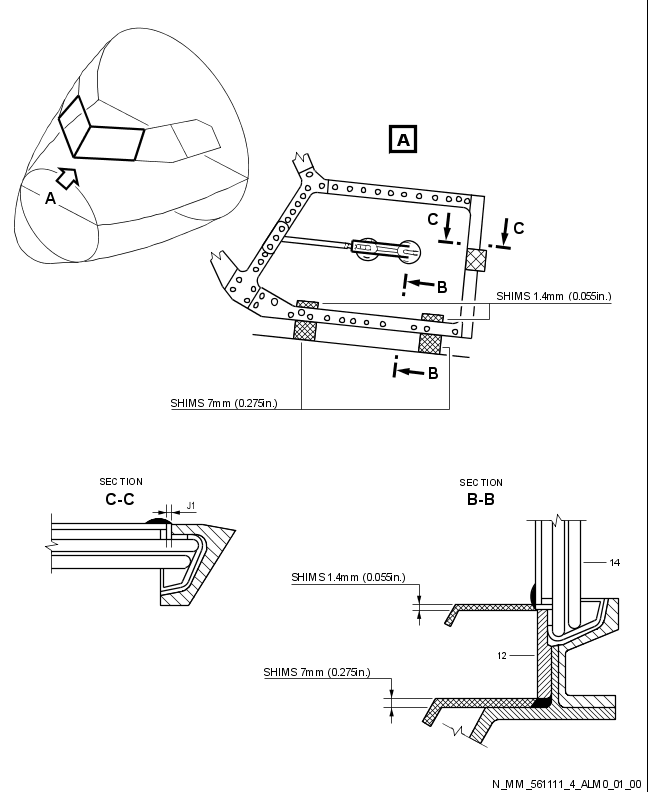 A
A
C
C
B
SHIMS 1.4mm (0.055in.)
B
SHIMS 7mm (0.275in.)
SECTION
C-C
J1
SECTION
B-B
14
SHIMS 1.4mm (0.055in.)
12
SHIMS 7mm (0.275in.)
N_MM_561111_4_ALM0_01_00